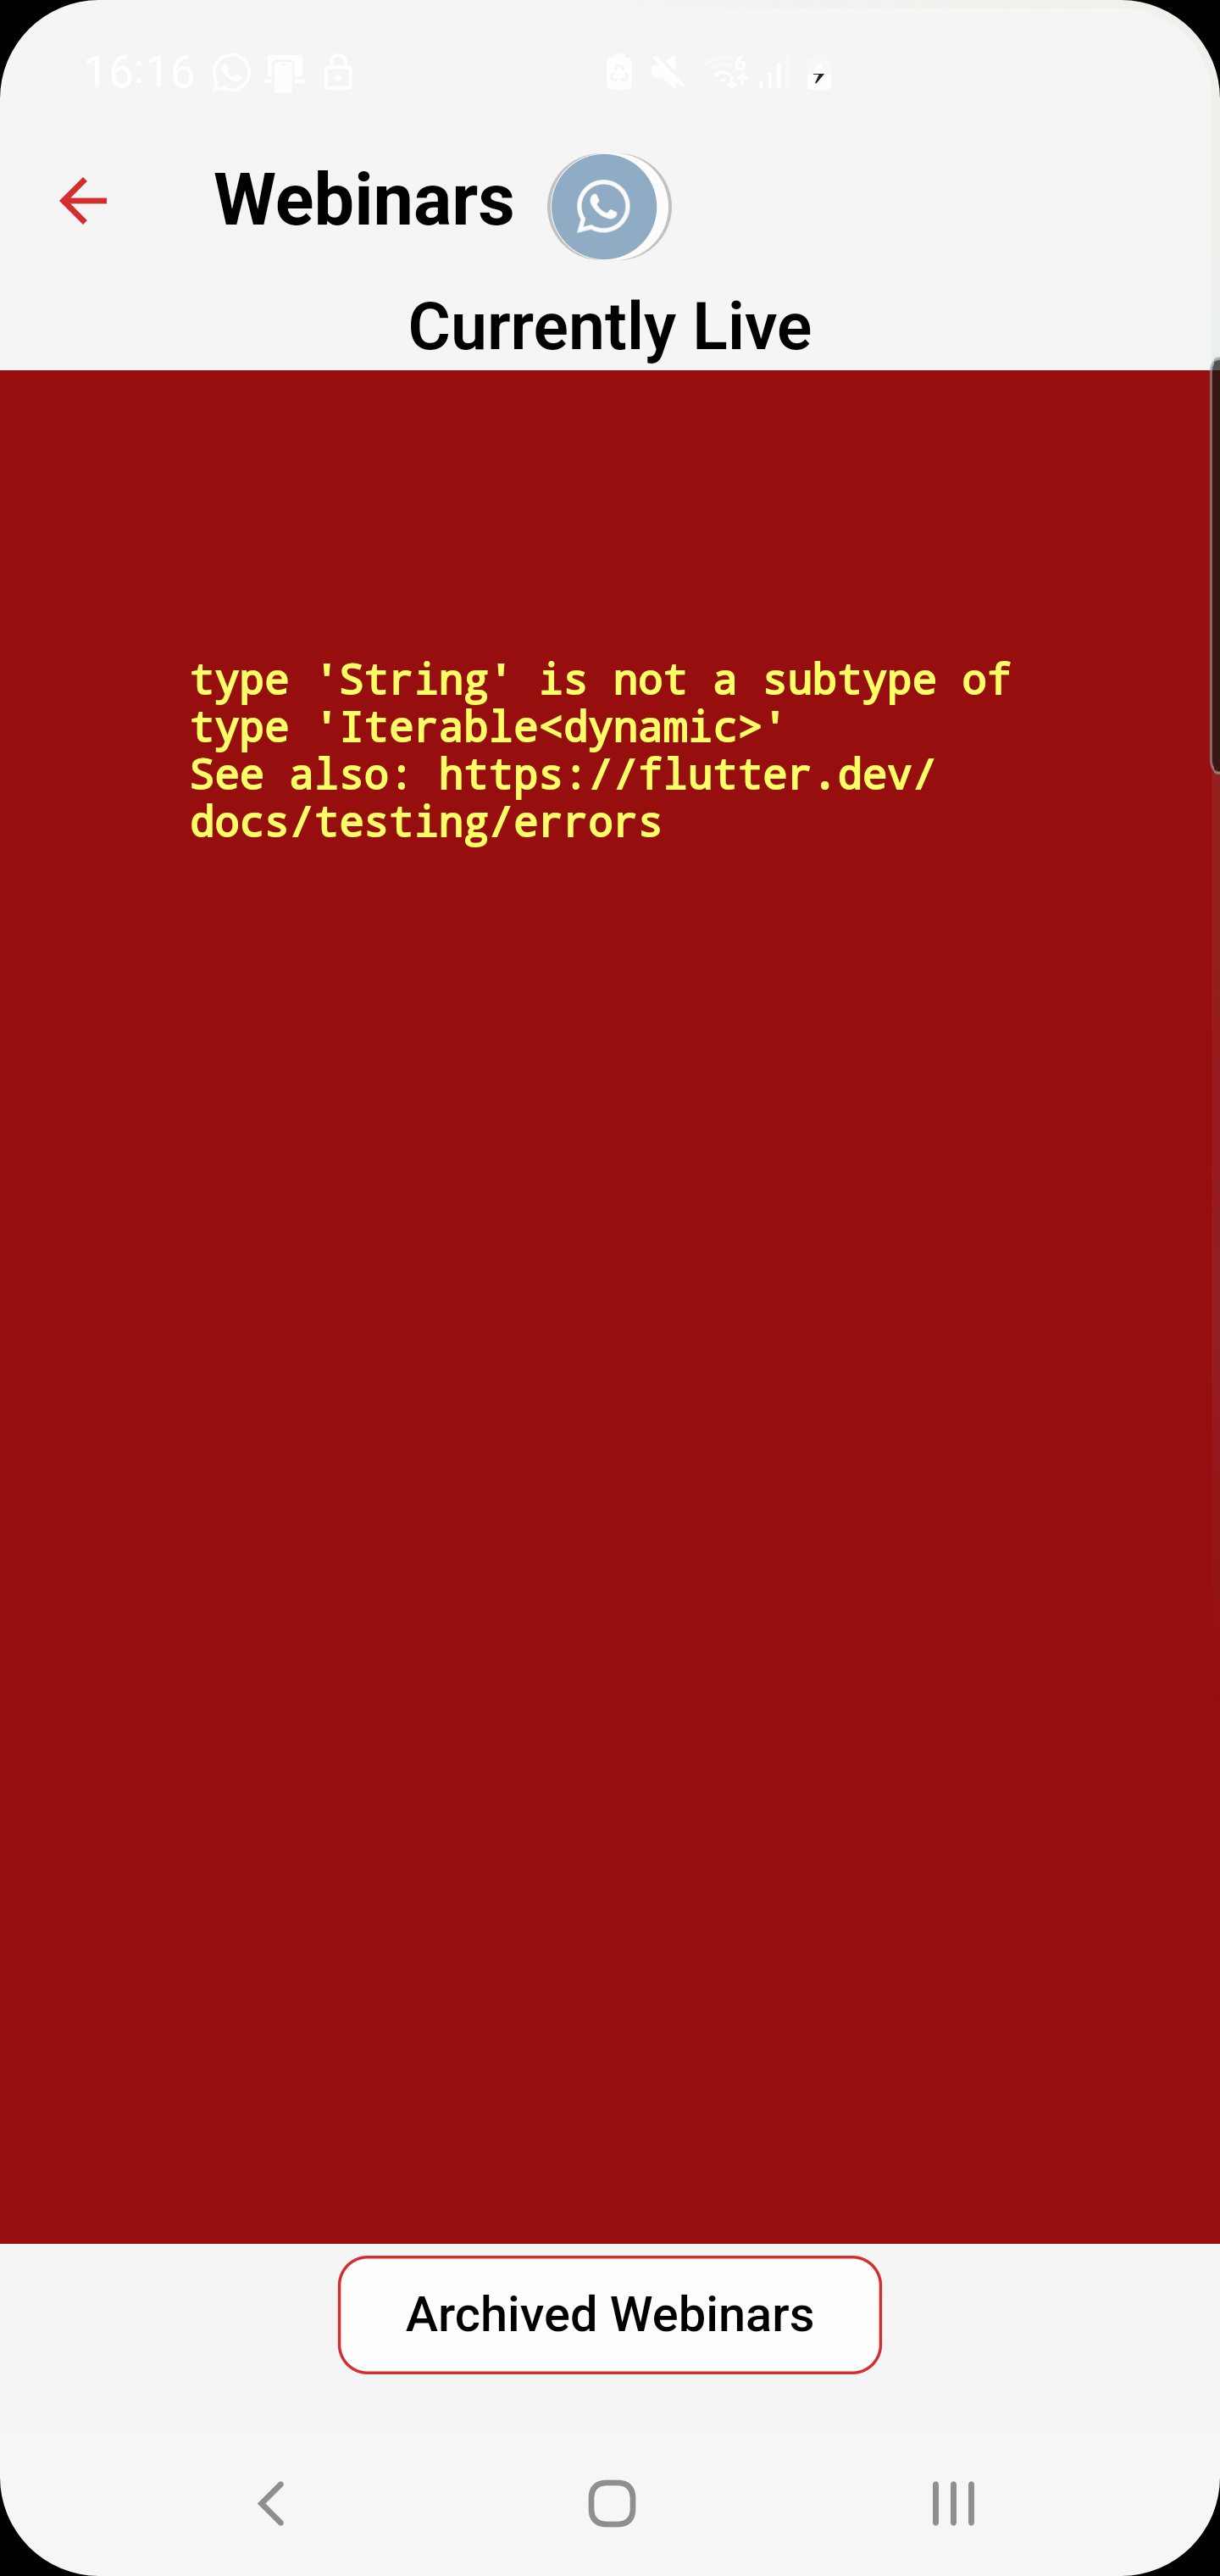 16:16
6
Webinars
Currently Live
type 'String' is not a subtype of
type 'Iterable<dynamic>'
See also: https://flutter.dev/
docs/testing/errors
Archived Webinars